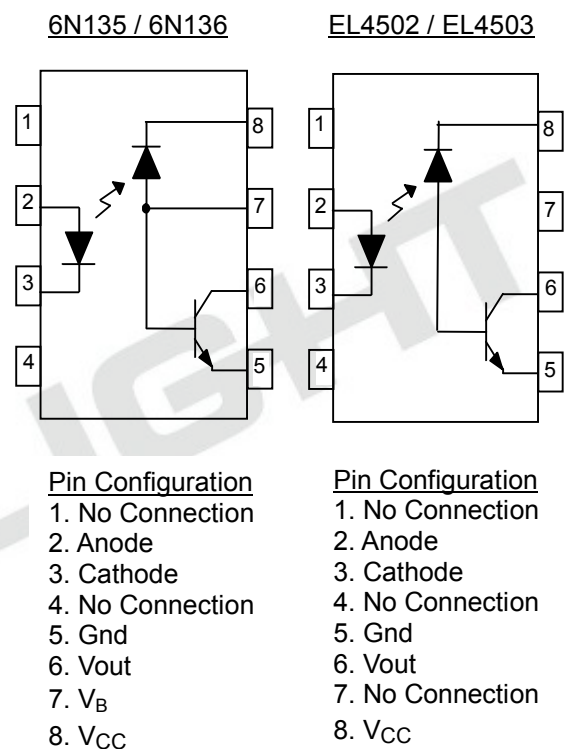 6N135 / 6N136
1
2
3
4
8
7
6
5
Pin Configuration
1. No Connection
2. Anode
3. Cathode
4. No Connection
5. Gnd
6. Vout
7. VB
8. VCC
EL4502 / EL4503
1
2
3
4
8
7
6
5
Pin Configuration
1. No Connection
2. Anode
3. Cathode
4. No Connection
5. Gnd
6. Vout
7. No Connection
8. VCC